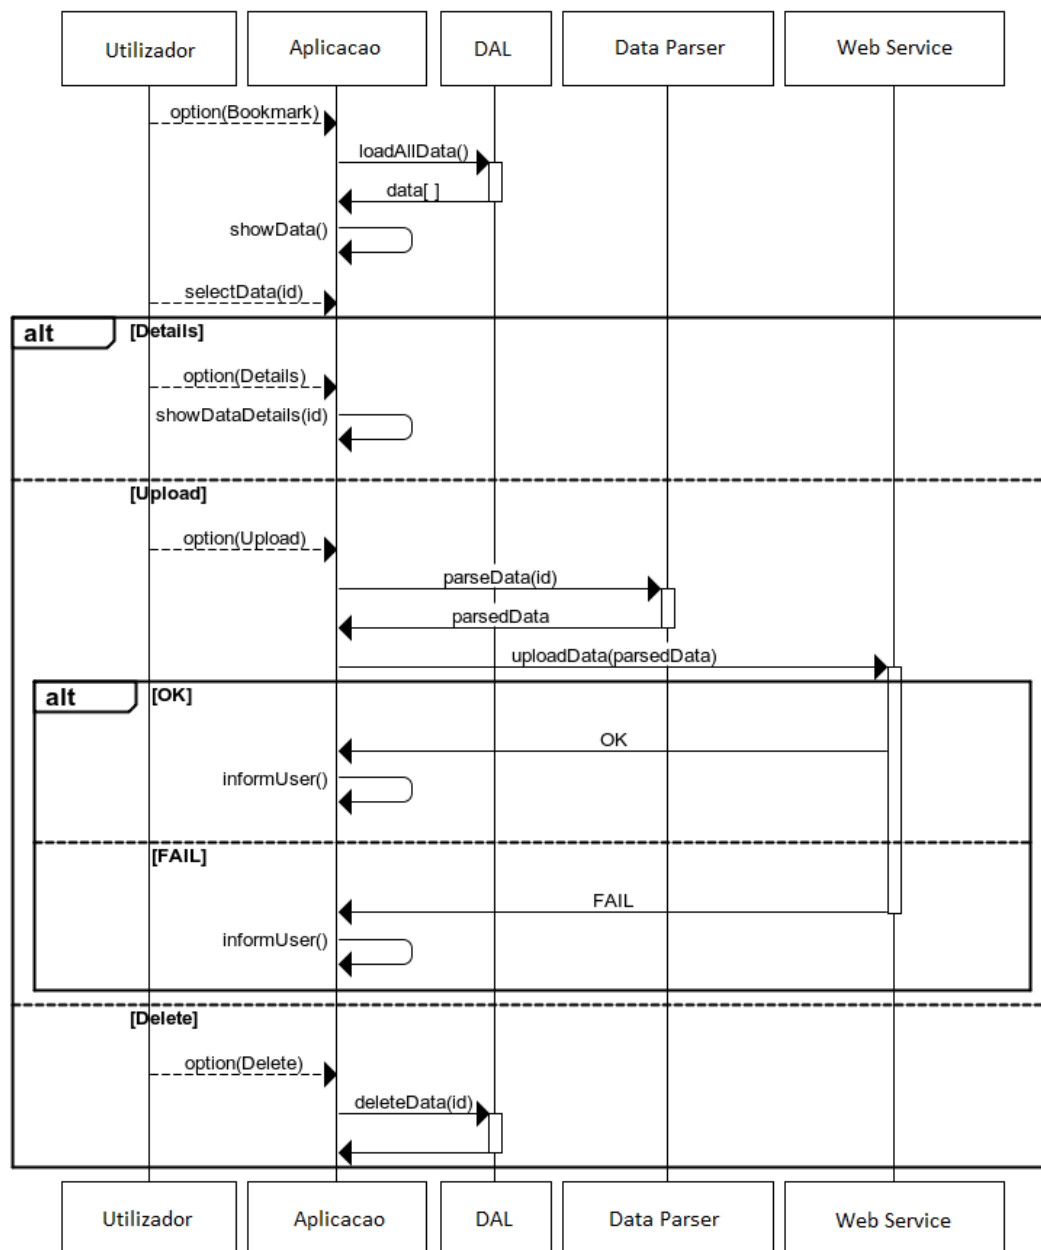 Utilizador
Aplicacao
DAL
Data Parser
Web Service
option(Bookmark)
loadAllData()
data[ ]
showData()
selectData(id)
alt
[Details]
option(Details)
showDataDetails(id)
[Upload]
option(Upload)
parseData(id)
parsedData
uploadData(parsedData)
alt
[OK]
OK
informUser()
[FAIL]
FAIL
informUser()
[Delete]
option(Delete)
deleteData(id)
Utilizador
Aplicacao
DAL
Data Parser
Web Service